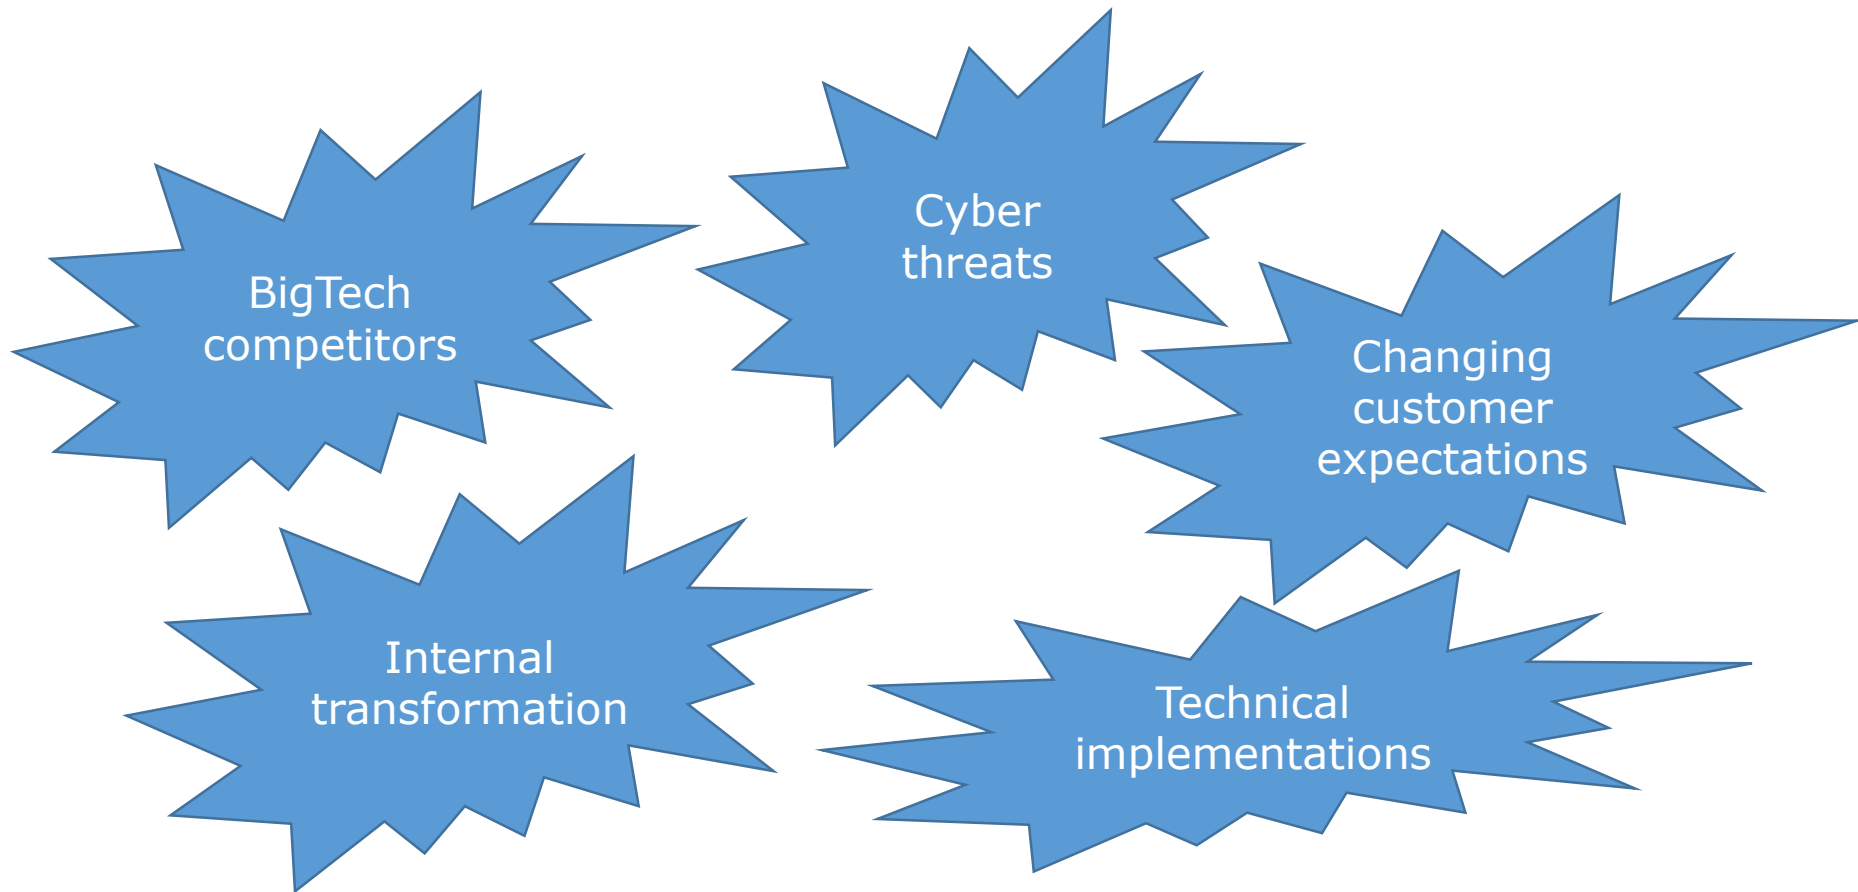 BigTech
competitors
Cyber
threats
Changing
customer
expectations
Internal
transformation
Technical
implementations